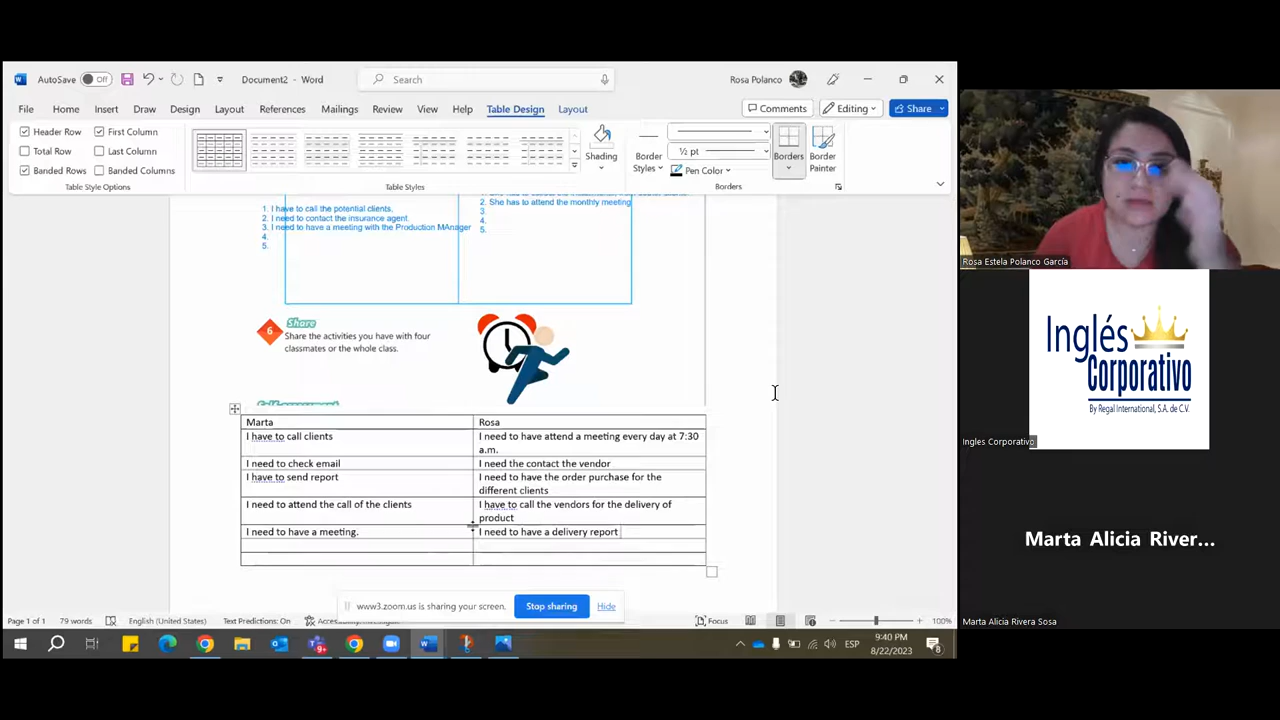 AutoSave Off Document2 - Word Search Rosa Polanco
File Home Insert Draw Design Layout References Mailings Review View Help Table Design Layout Comments Editing Share
Header Row First Column
Total Row Last Column
Banded Rows Banded Columns
Table Style Options
Table Styles
Shading
Border Styles
½ pt
Pen Color
Borders
Border Painter
Borders
1. I have to call the potential clients.
2. I need to contact the insurance agent.
3. I need to have a meeting with the Production MAnager
4.
5.
2. She has to attend the monthly meeting
3
4.
5.
6 Share
Share the activities you have with four
classmates or the whole class.
Marta Rosa
I have to call clients I need to have attend a meeting every day at 7:30
a.m.
I need to check email I need the contact the vendor
I have to send report I need to have the order purchase for the
different clients
I need to attend the call of the clients I have to call the vendors for the delivery of
product
I need to have a meeting. I need to have a delivery report
www3.zoom.us is sharing your screen. Stop sharing Hide
Page 1 of 1 79 words English (United States) Text Predictions: On Focus 100%
ESP 9:40 PM
8/22/2023
8
Rosa Estela Polanco García
Inglés
Corporativo
By Regal International, S.A. de C.V.
Ingles Corporativo
Marta Alicia River...
Marta Alicia Rivera Sosa